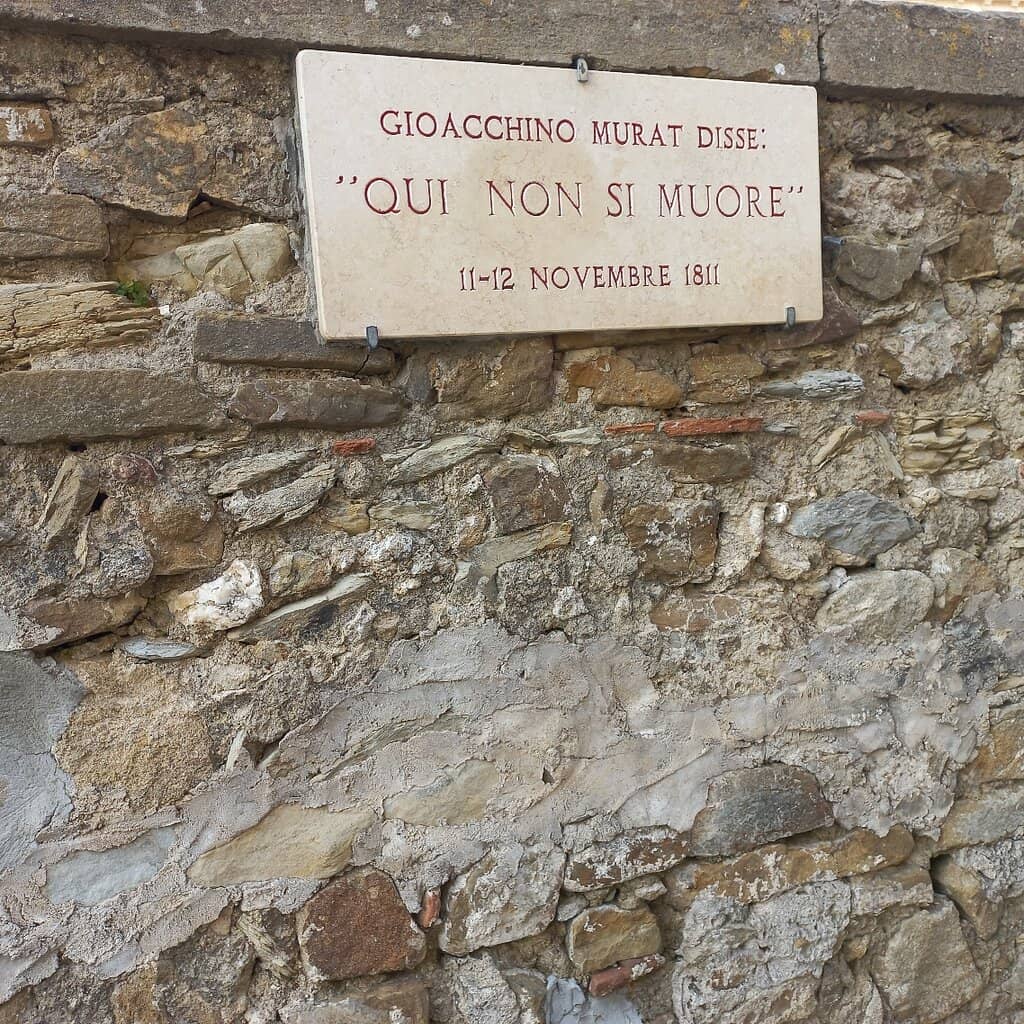 GIOACCHINO MURAT DISSE:
''QUI NON SI MUORE''
11-12 NOVEMBRE 1811